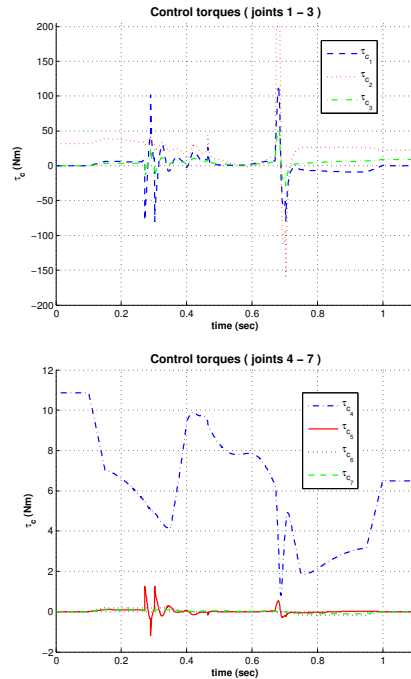 Control torques ( joints 1 – 3 )
200
150
100
50
0
−50
−100
−150
−200
τc (Nm)
0 0.2 0.4 0.6 0.8 1
time (sec)
τc1
τc2
τc3
Control torques ( joints 4 – 7 )
12
10
8
6
4
2
0
−2
τc (Nm)
0 0.2 0.4 0.6 0.8 1
time (sec)
τc4
τc5
τc6
τc7